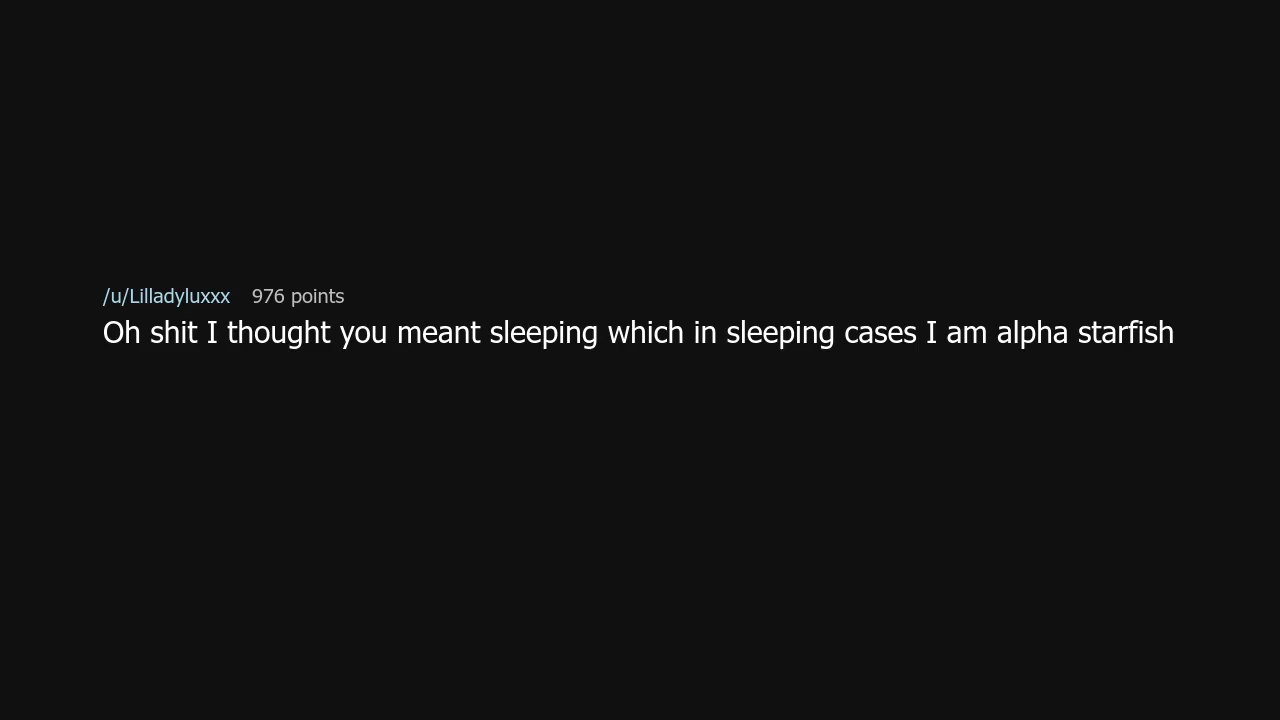 /u/Lilladyluxxx 976 points
Oh shit I thought you meant sleeping which in sleeping cases I am alpha starfish